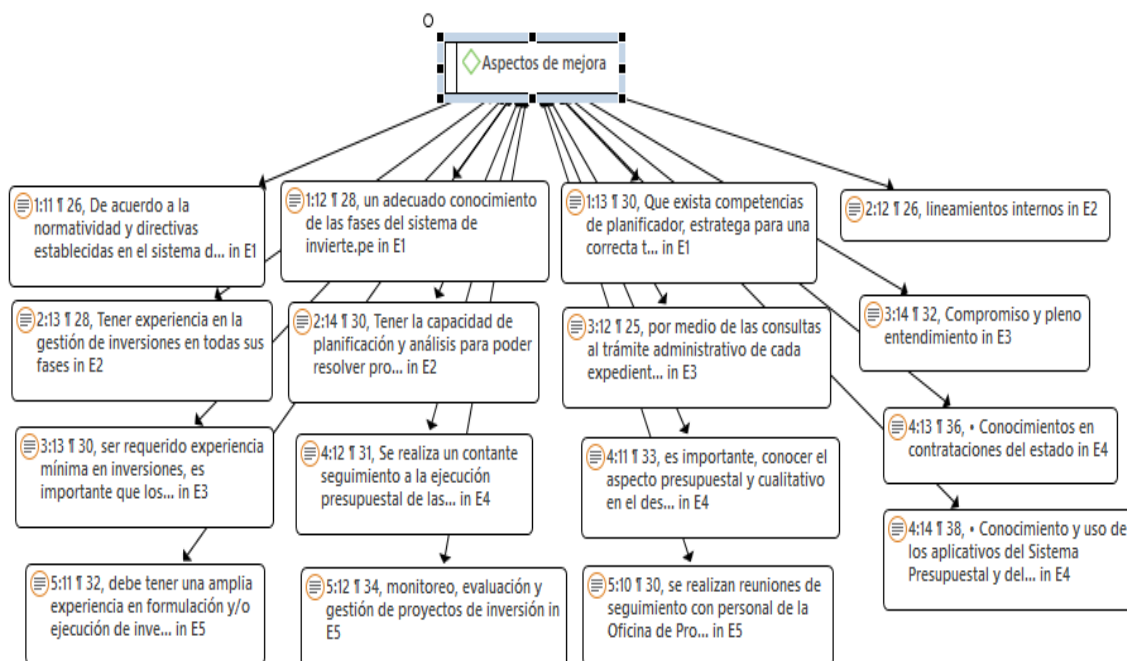 Aspectos de mejora
1:11 ¶ 26, De acuerdo a la
normatividad y directivas
establecidas en el sistema d... in E1
1:12 ¶ 28, un adecuado conocimiento
de las fases del sistema de
invierte.pe in E1
1:13 ¶ 30, Que exista competencias
de planificador, estratega para una
correcta t... in E1
2:12 ¶ 26, lineamientos internos in E2
2:13 ¶ 28, Tener experiencia en la
gestión de inversiones en todas sus
fases in E2
2:14 ¶ 30, Tener la capacidad de
planificación y análisis para poder
resolver pro... in E2
3:12 ¶ 25, por medio de las consultas
al trámite administrativo de cada
expedient... in E3
3:14 ¶ 32, Compromiso y pleno
entendimiento in E3
3:13 ¶ 30, ser requerido experiencia
mínima en inversiones, es
importante que los... in E3
4:12 ¶ 31, Se realiza un contante
seguimiento a la ejecución
presupuestal de las... in E4
4:11 ¶ 33, es importante, conocer el
aspecto presupuestal y cualitativo
en el des... in E4
4:13 ¶ 36, • Conocimientos en
contrataciones del estado in E4
4:14 ¶ 38, • Conocimiento y uso de
los aplicativos del Sistema
Presupuestal y del... in E4
5:11 ¶ 32, debe tener una amplia
experiencia en formulación y/o
ejecución de inve... in E5
5:12 ¶ 34, monitoreo, evaluación y
gestión de proyectos de inversión in
E5
5:10 ¶ 30, se realizan reuniones de
seguimiento con personal de la
Oficina de Pro... in E5